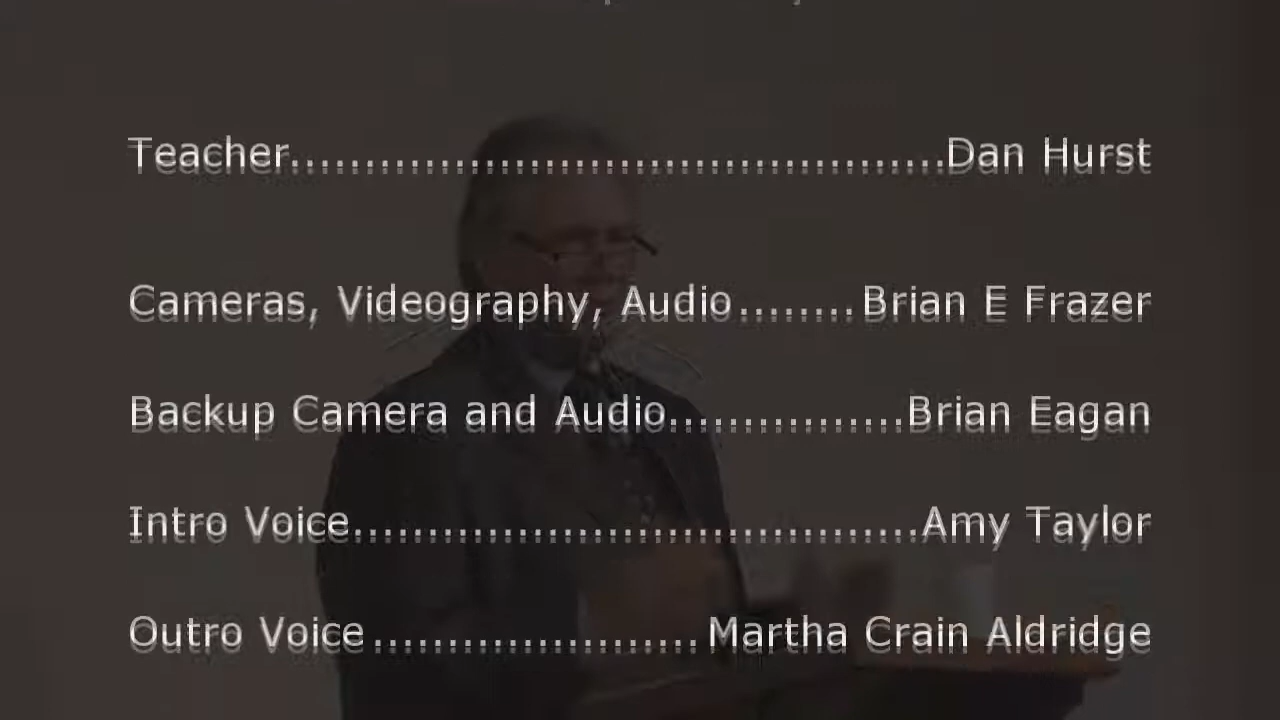 Teacher............................................Dan Hurst
Cameras, Videography, Audio........Brian E Frazer
Backup Camera and Audio................Brian Eagan
Intro Voice......................................Amy Taylor
Outro Voice......................Martha Crain Aldridge